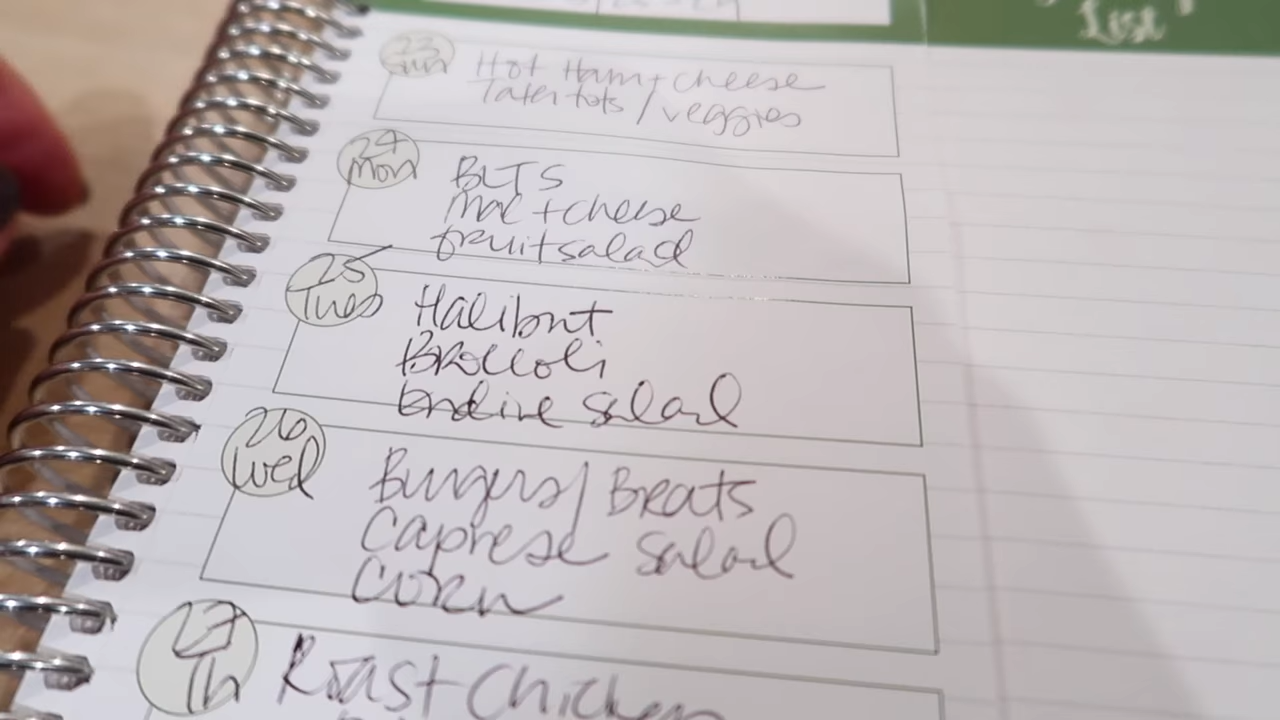 List
23
Sun
Hot Ham + cheese
Tater tots / veggies
24
Mon
BLTS
Mac + cheese
fruit salad
25
Tues
Halibut
Broccoli
Endive salad
26
Wed
Burgers / Brats
Caprese salad
Corn
27
Th
Roast Chicken